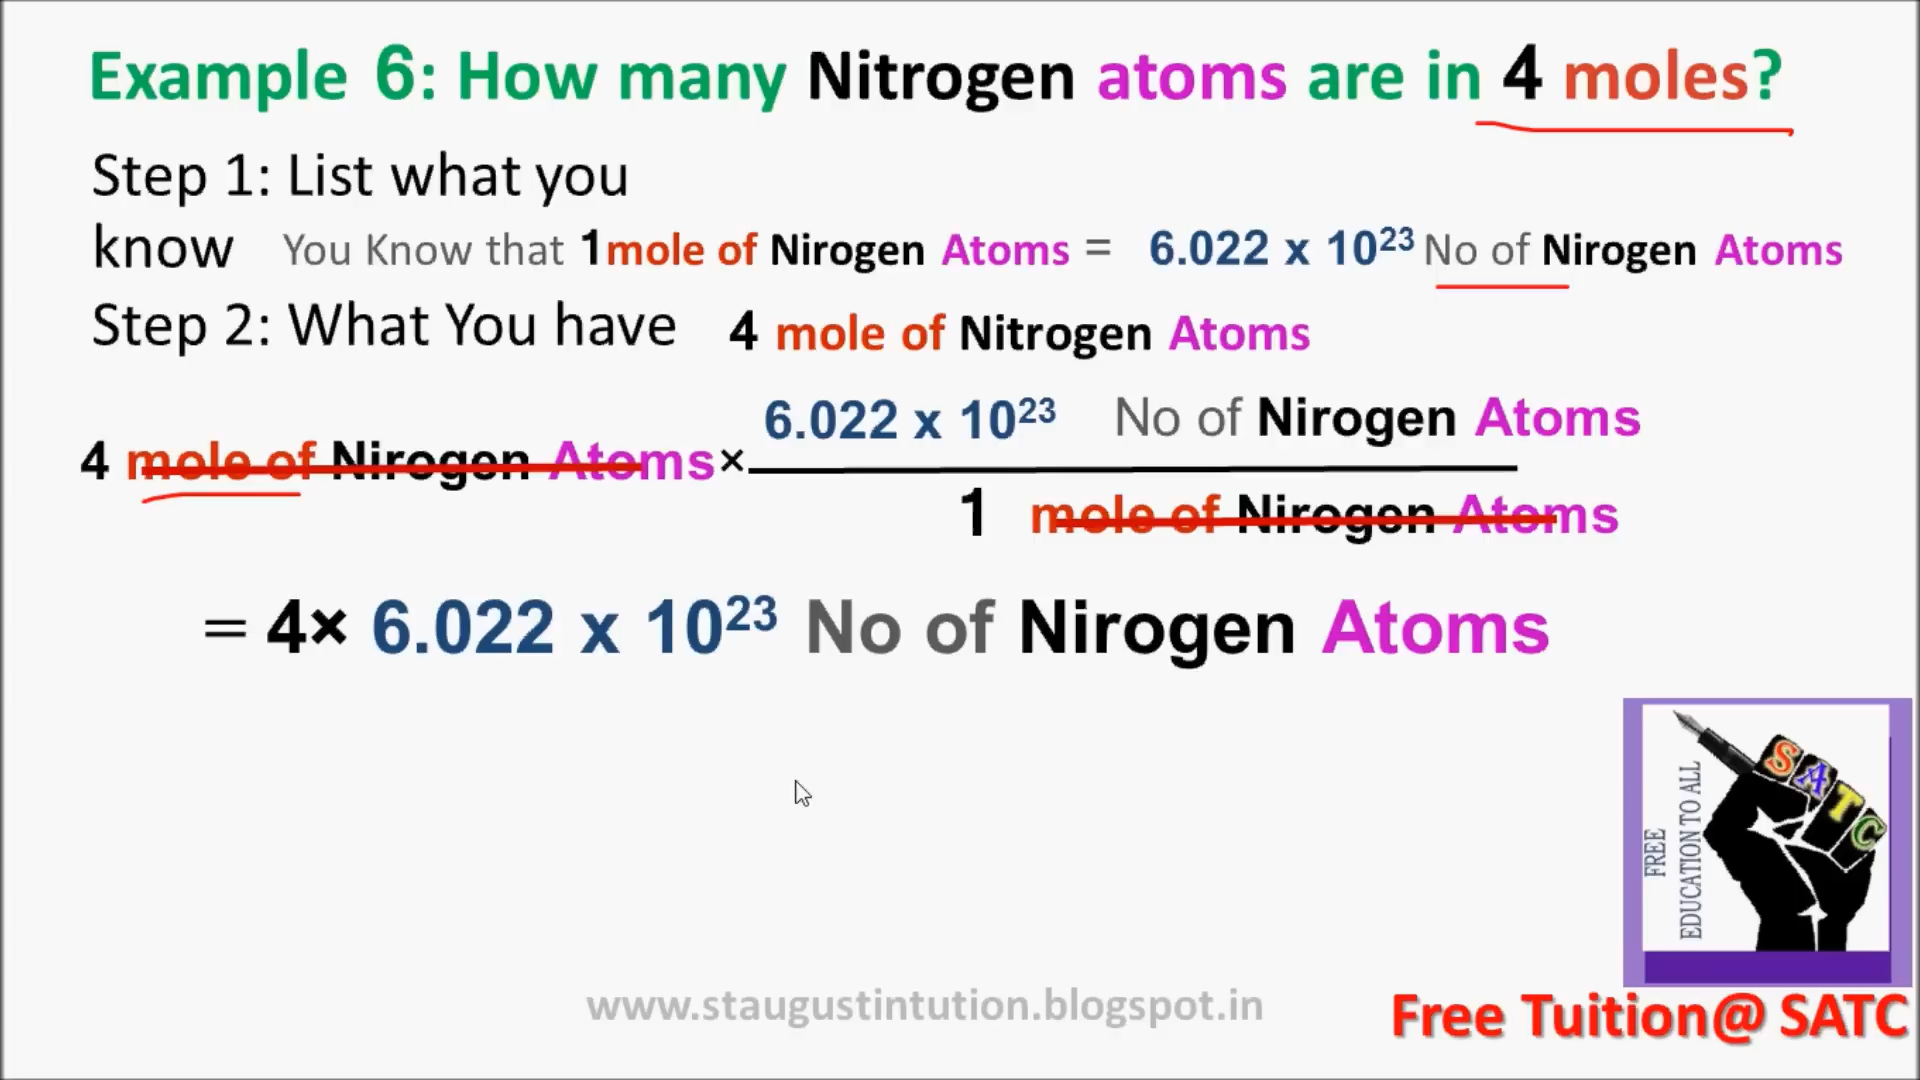 Example 6: How many Nitrogen atoms are in 4 moles?
Step 1: List what you
know You Know that 1mole of Nirogen Atoms = 6.022 x 10²³ No of Nirogen Atoms
Step 2: What You have 4 mole of Nitrogen Atoms
6.022 x 10²³ No of Nirogen Atoms
4 mole of Nirogen Atoms×
1 mole of Nirogen Atoms
= 4× 6.022 x 10²³ No of Nirogen Atoms
SATC
FREE
EDUCATION TO ALL
www.staugustintution.blogspot.in
Free Tuition@ SATC